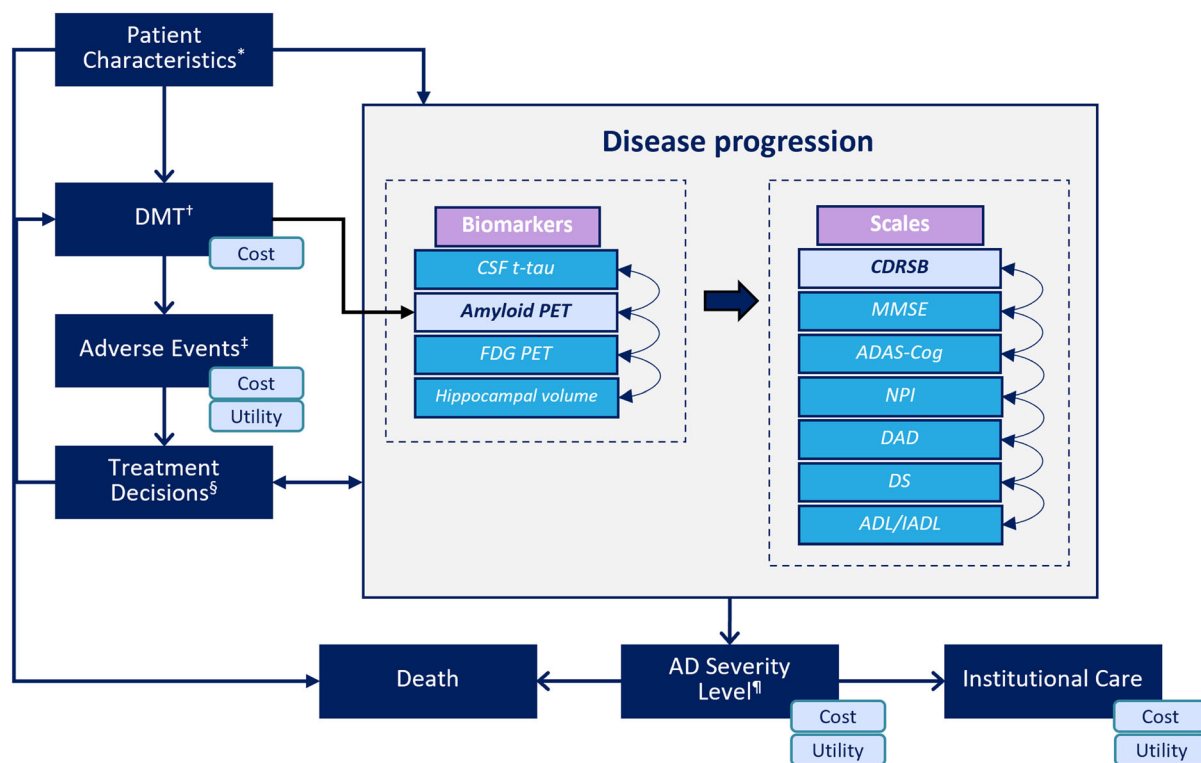 Patient
Characteristics*
Disease progression
DMT†
Cost
Biomarkers
CSF t-tau
Amyloid PET
FDG PET
Hippocampal volume
Scales
CDRSB
MMSE
ADAS-Cog
NPI
DAD
DS
ADL/IADL
Adverse Events‡
Cost
Utility
Treatment
Decisions§
Death
AD Severity
Level¶
Cost
Utility
Institutional Care
Cost
Utility